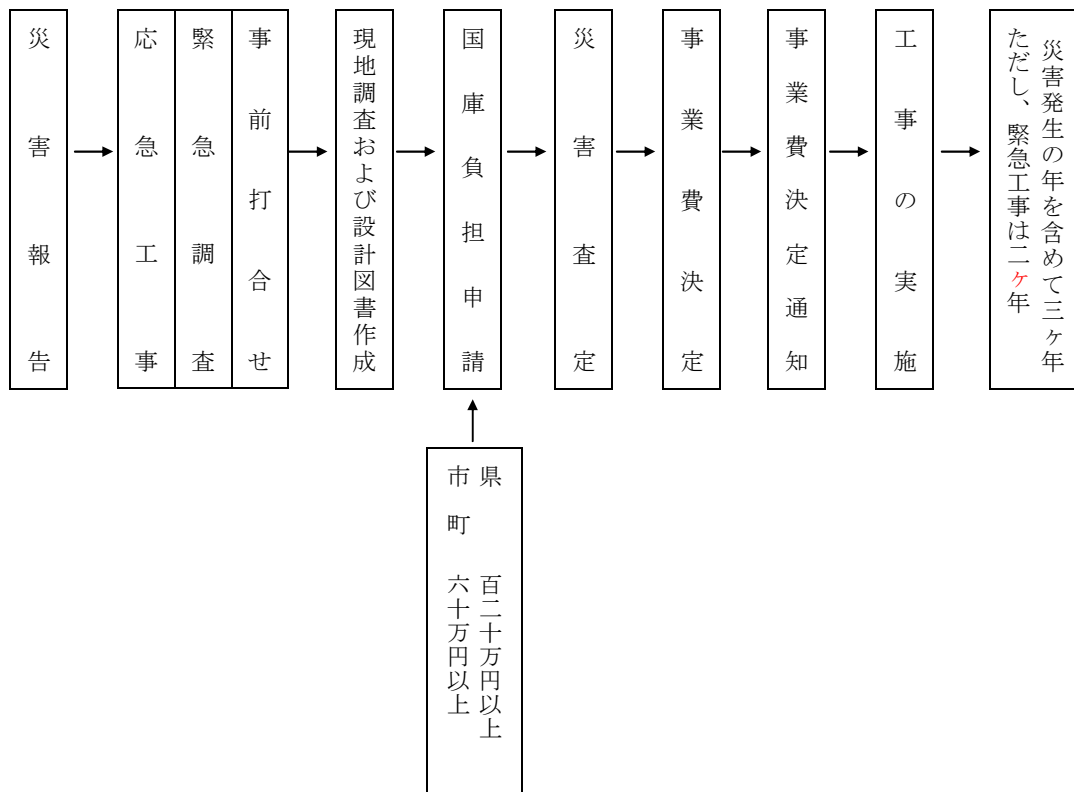 災害報告
応急工事
緊急調査
事前打合せ
現地調査および設計図書作成
国庫負担申請
県　百二十万円以上
市町　六十万円以上
災害査定
事業費決定
事業費決定通知
工事の実施
災害発生の年を含めて三ヶ年
ただし、緊急工事は二ケ年